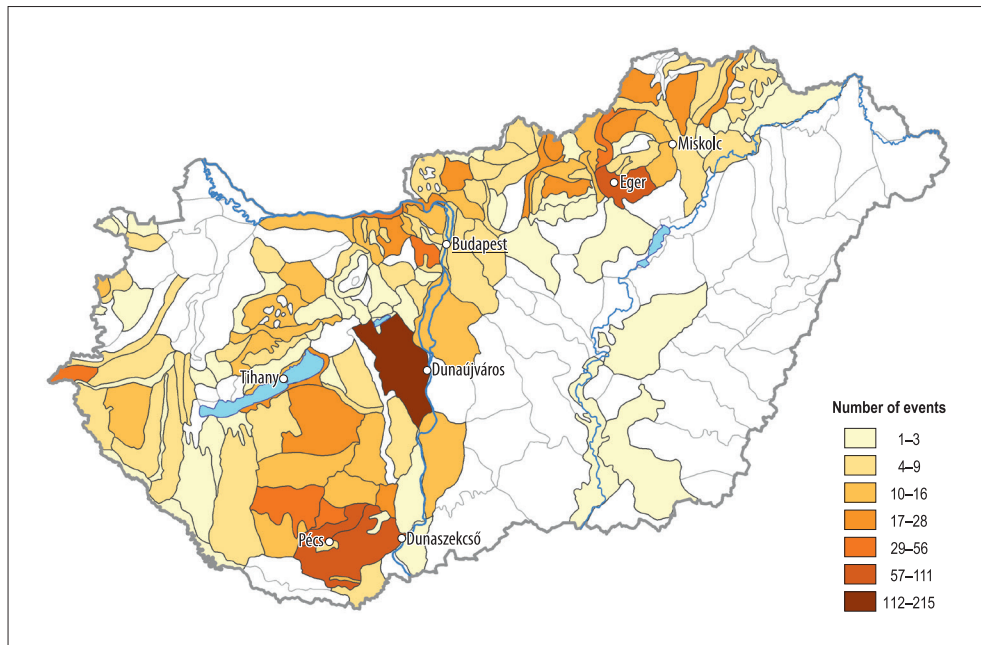 Miskolc
Eger
Budapest
Dunaújváros
Tihany
Pécs
Dunaszekcső
Number of events
1–3
4–9
10–16
17–28
29–56
57–111
112–215